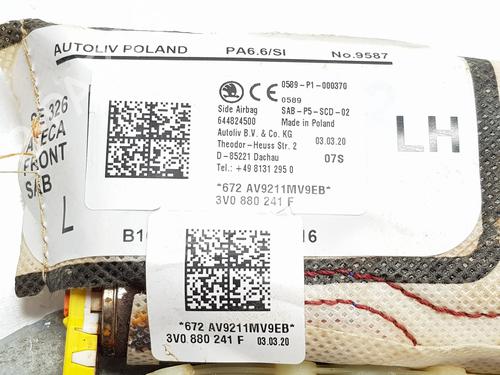 AUTOLIV POLAND PA6.6/SI No.9587
0589-P1-000370
CE 0589
Side Airbag SAB-P5-SCD-02
644824500 Made in Poland
Autoliv B.V. & Co. KG 03.03.20
Theodor-Heuss Str. 2
D-85221 Dachau 07S
Tel.: +49 8131 295 0
*672 AV9211MV9EB*
3V0 880 241 F
LH
326
FRONT
SAB
L
16
*672 AV9211MV9EB*
3V0 880 241 F 03.03.20